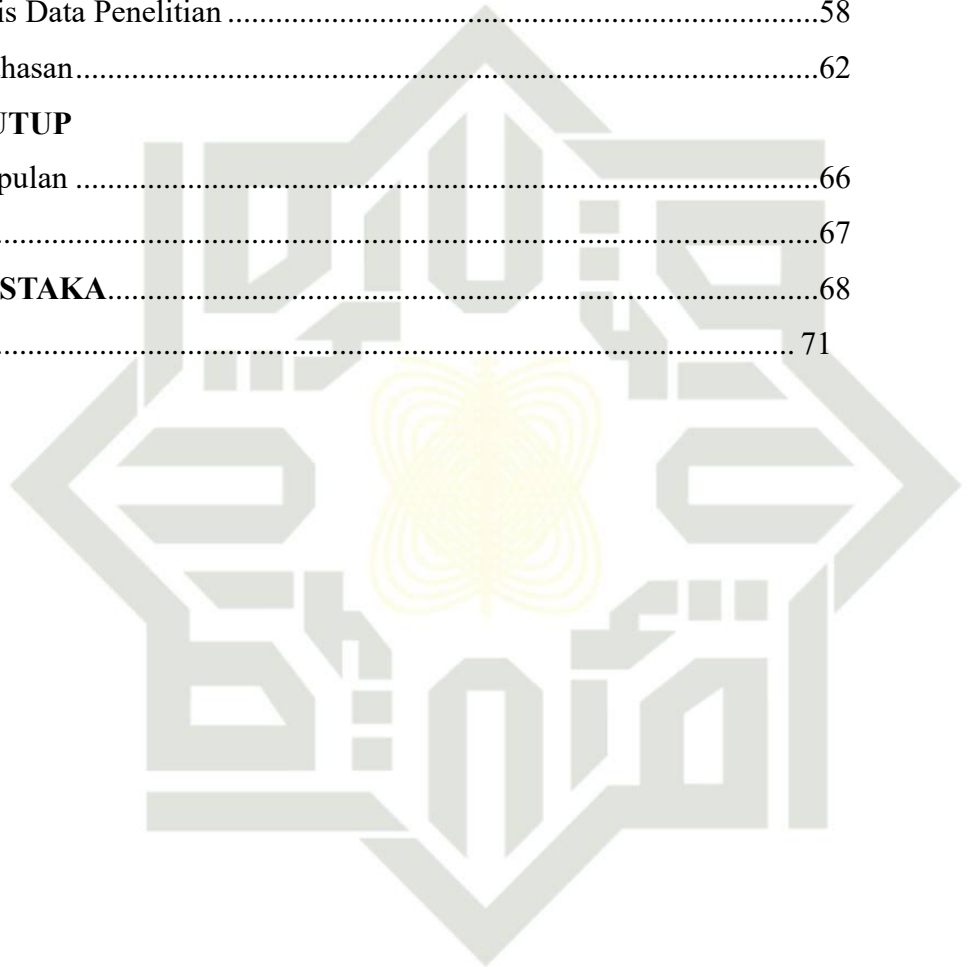 is Data Penelitian ........................................................................58
hasan............................................................................................62
UTUP
pulan ............................................................................................66
.....................................................................................................67
STAKA........................................................................................68
................................................................................................... 71